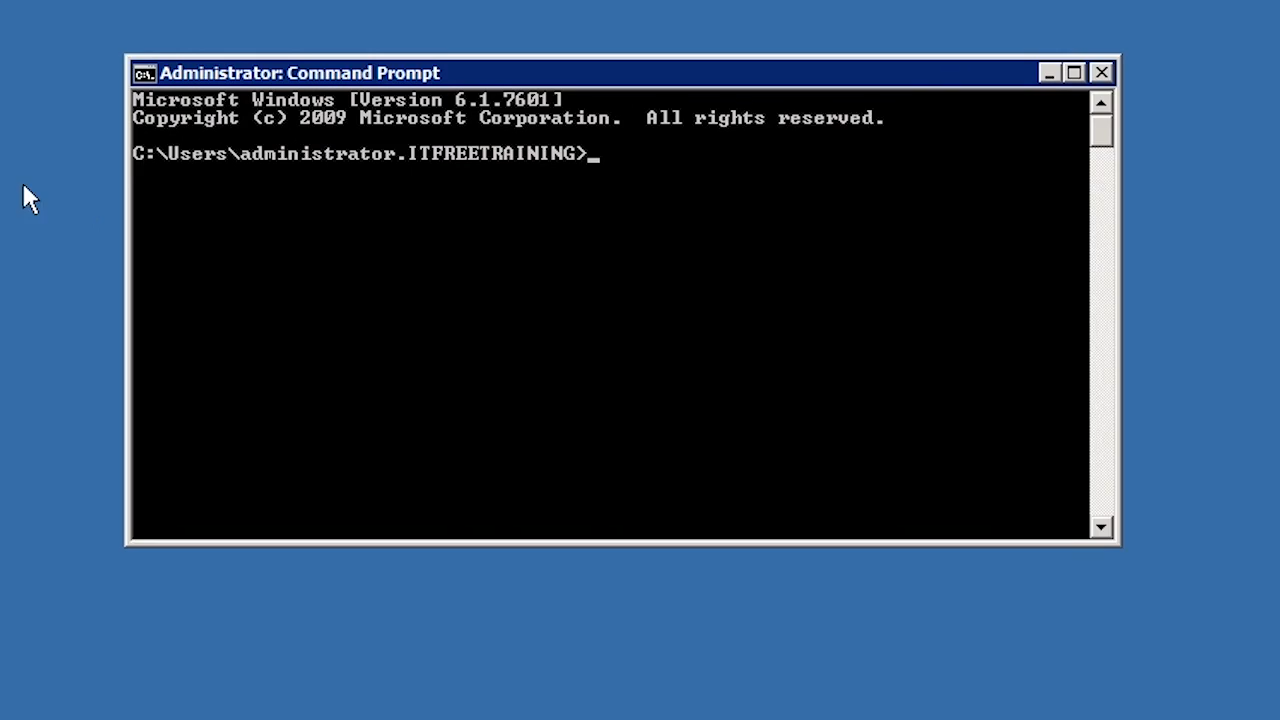 Administrator: Command Prompt
Microsoft Windows [Version 6.1.7601]
Copyright (c) 2009 Microsoft Corporation.  All rights reserved.
C:\Users\administrator.ITFREETRAINING>_